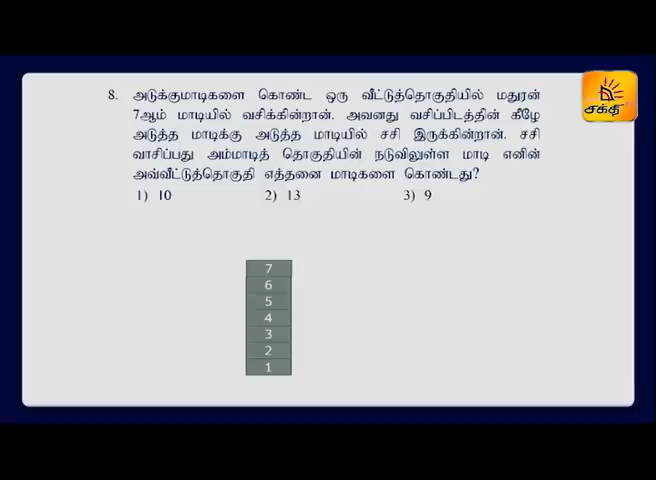 8. அடுக்குமாடிகளை கொண்ட ஒரு வீட்டுத்தொகுதியில் மதுரன்
7ஆம் மாடியில் வசிக்கின்றான். அவனது வசிப்பிடத்தின் கீழே
அடுத்த மாடிக்கு அடுத்த மாடியில் சசி இருக்கின்றான். சசி
வாசிப்பது அம்மாடித் தொகுதியின் நடுவிலுள்ள மாடி எனின்
அவ்வீட்டுத்தொகுதி எத்தனை மாடிகளை கொண்டது?
1) 10 2) 13 3) 9
7
6
5
4
3
2
1
சக்தி